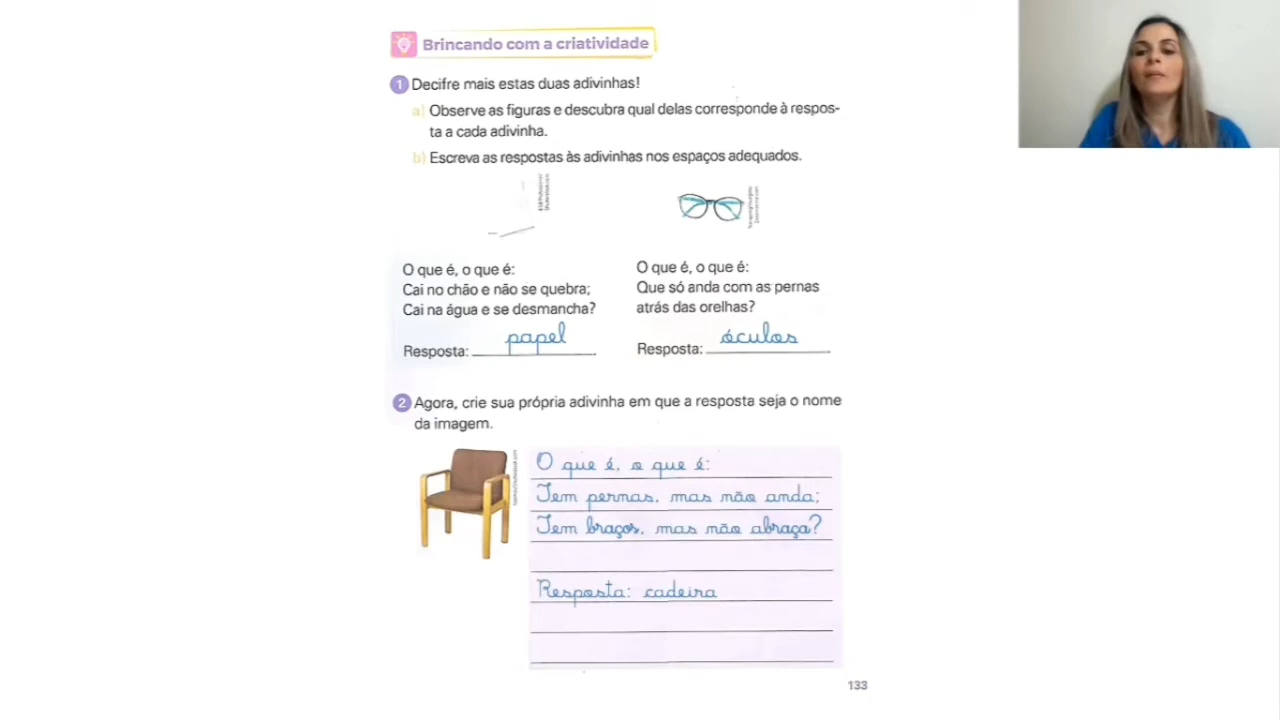 Brincando com a criatividade
1 Decifre mais estas duas adivinhas!
a) Observe as figuras e descubra qual delas corresponde à respos-
ta a cada adivinha.
b) Escreva as respostas às adivinhas nos espaços adequados.
O que é, o que é:
Cai no chão e não se quebra;
Cai na água e se desmancha?
Resposta: papel
O que é, o que é:
Que só anda com as pernas
atrás das orelhas?
Resposta: óculos
2 Agora, crie sua própria adivinha em que a resposta seja o nome
da imagem.
O que é, o que é:
Tem pernas, mas não anda;
Tem braços, mas não abraça?
Resposta: cadeira
133